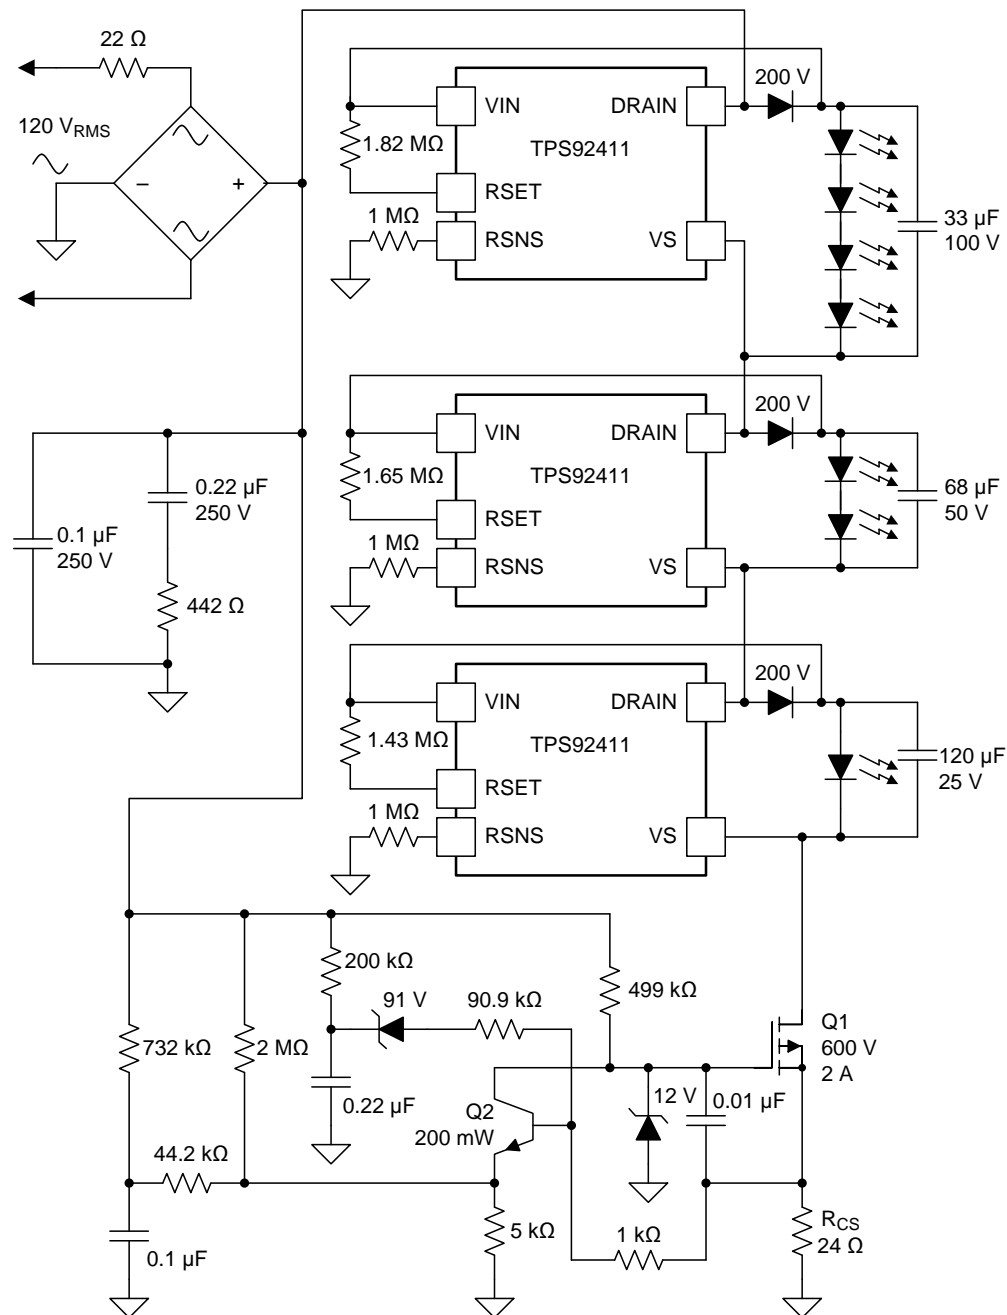 22 Ω
120 VRMS
−
+
200 V
VIN
DRAIN
1.82 MΩ
TPS92411
RSET
1 MΩ
RSNS
VS
33 µF
100 V
200 V
VIN
DRAIN
1.65 MΩ
TPS92411
RSET
1 MΩ
RSNS
VS
68 µF
50 V
0.22 µF
250 V
0.1 µF
250 V
442 Ω
200 V
VIN
DRAIN
1.43 MΩ
TPS92411
RSET
1 MΩ
RSNS
VS
120 µF
25 V
200 kΩ
499 kΩ
91 V
90.9 kΩ
732 kΩ
2 MΩ
Q1
600 V
2 A
0.22 µF
Q2
200 mW
12 V
0.01 µF
44.2 kΩ
0.1 µF
5 kΩ
1 kΩ
RCS
24 Ω